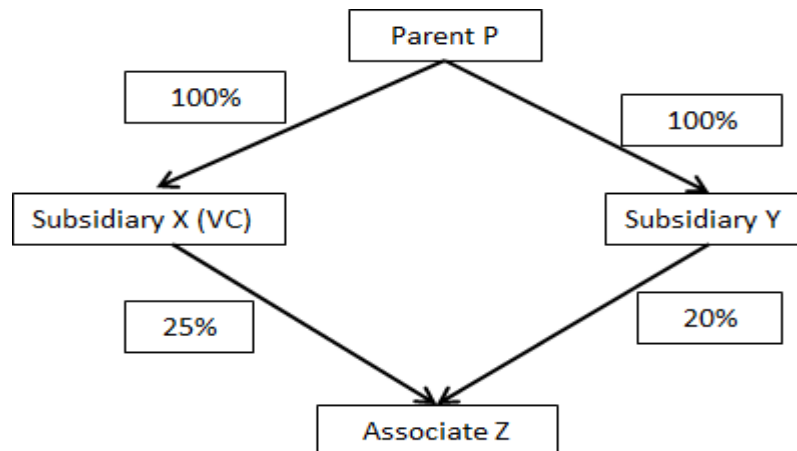 Parent P
100%
100%
Subsidiary X (VC)
Subsidiary Y
25%
20%
Associate Z